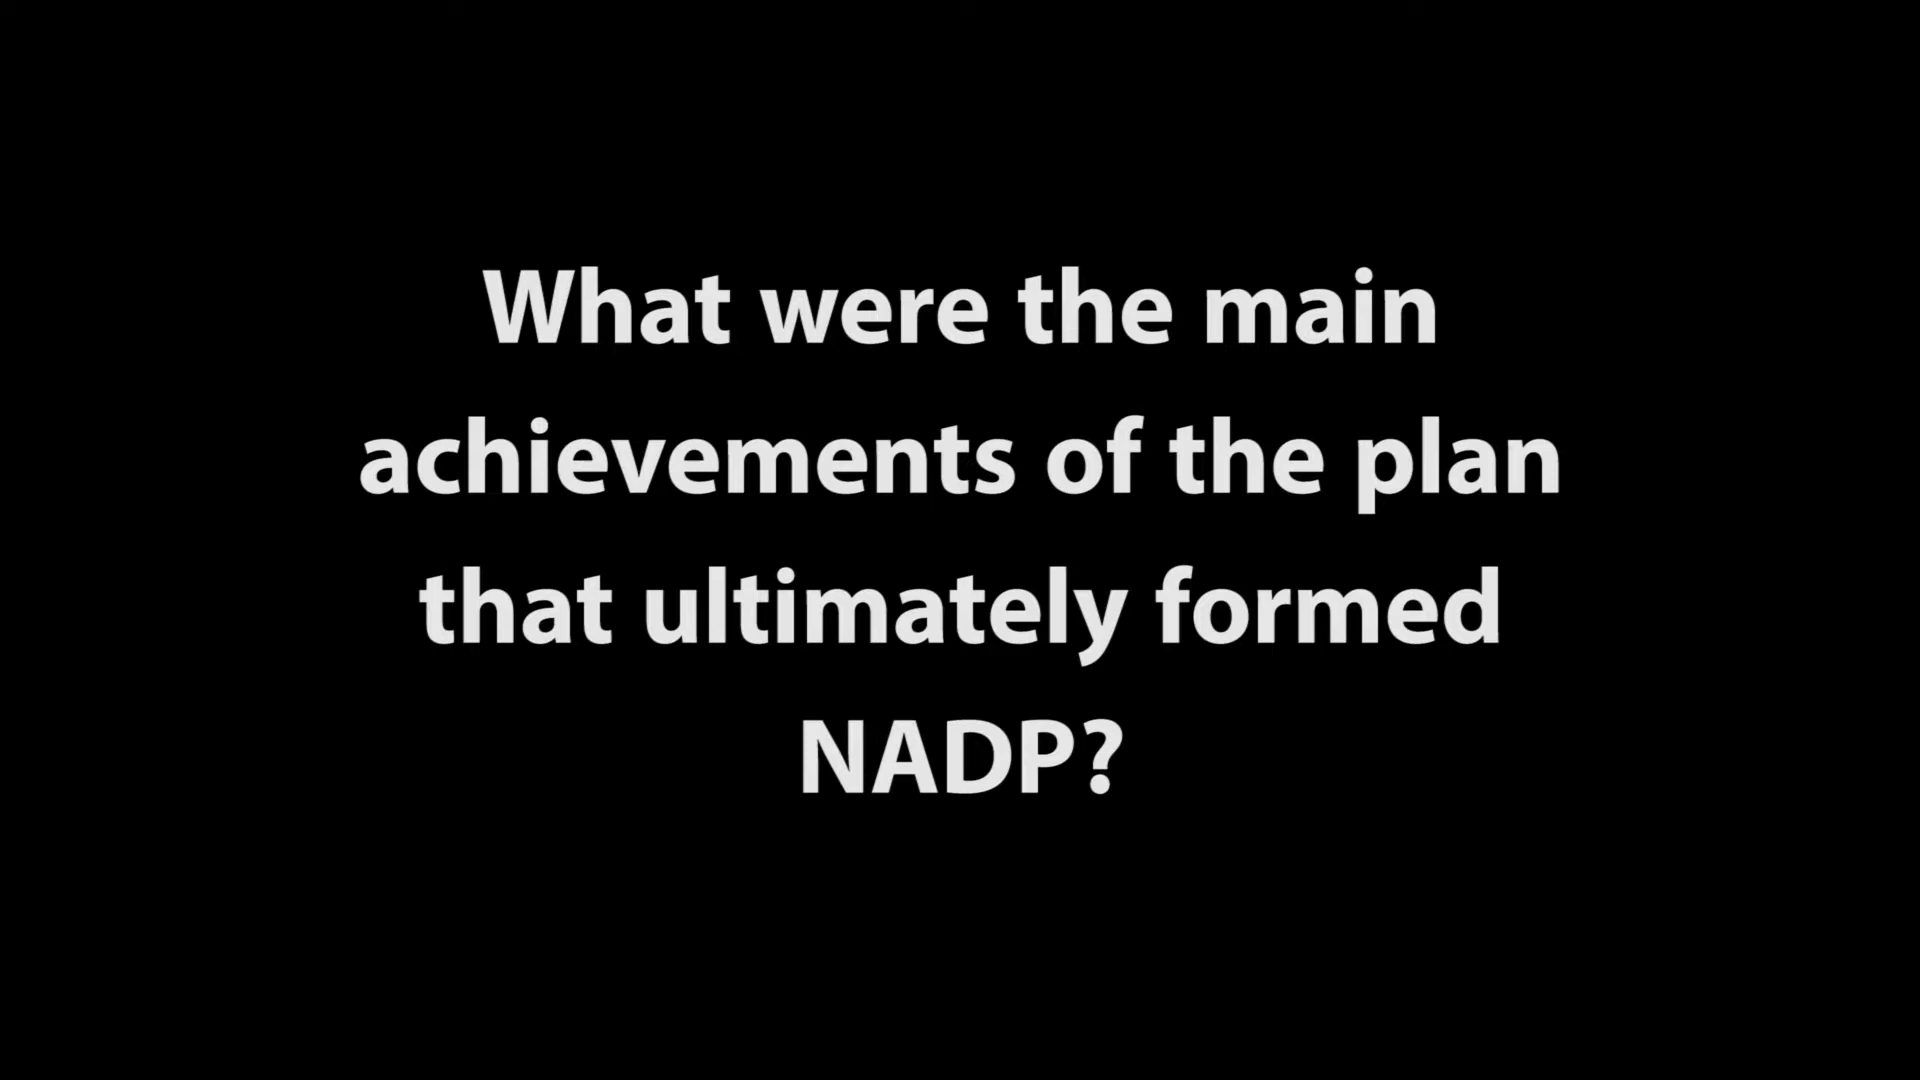 What were the main
achievements of the plan
that ultimately formed
NADP?